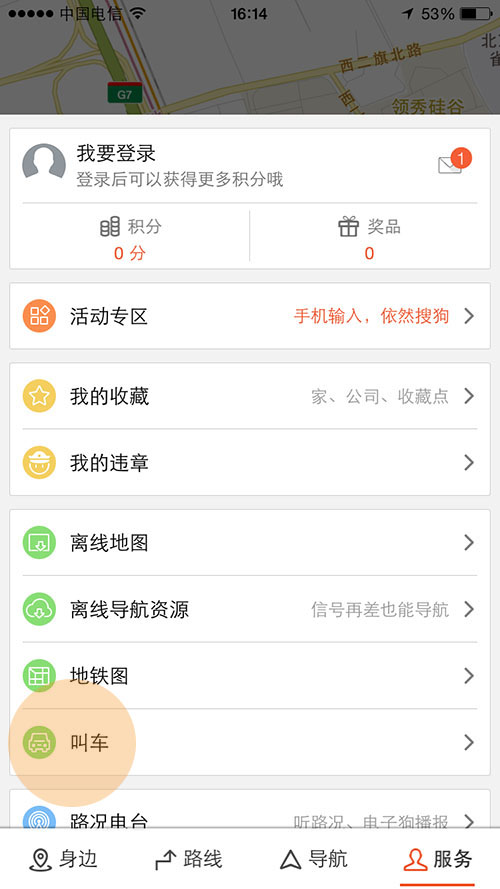 中国电信 16:14 53%
西二旗北路
北
雀
西二
G7
领秀硅谷
我要登录
登录后可以获得更多积分哦
1
积分 奖品
0 分 0
活动专区 手机输入，依然搜狗
我的收藏 家、公司、收藏点
我的违章
离线地图
离线导航资源 信号再差也能导航
地铁图
叫车
路况电台 听路况、电子狗播报
身边 路线 导航 服务